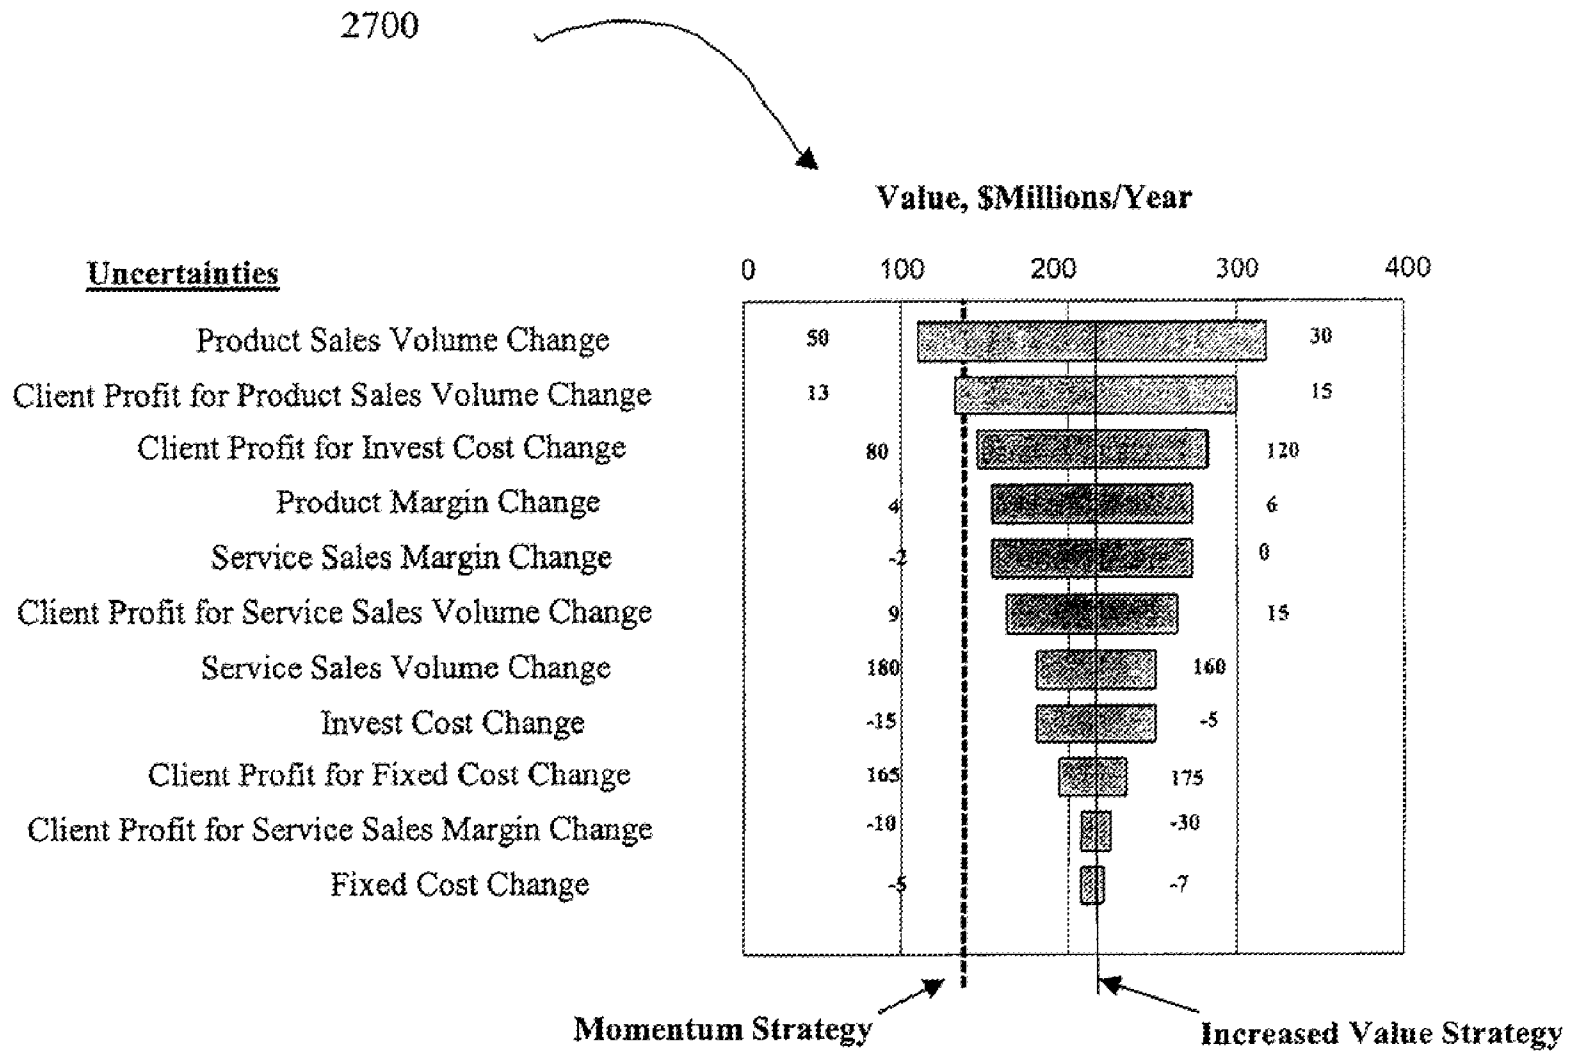 2700
Value, $Millions/Year
Uncertainties 0 100 200 300 400
Product Sales Volume Change 50 30
Client Profit for Product Sales Volume Change 13 15
Client Profit for Invest Cost Change 80 120
Product Margin Change 4 6
Service Sales Margin Change -2 0
Client Profit for Service Sales Volume Change 9 15
Service Sales Volume Change 180 160
Invest Cost Change -15 -5
Client Profit for Fixed Cost Change 165 175
Client Profit for Service Sales Margin Change -10 -30
Fixed Cost Change -5 -7
Momentum Strategy Increased Value Strategy